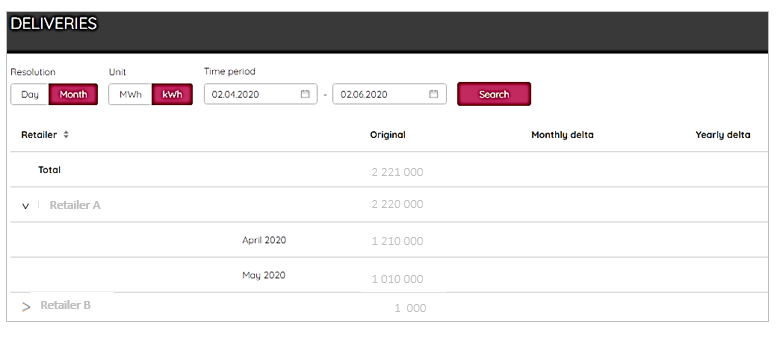 DELIVERIES
Resolution Unit Time period
Day Month MWh kWh 02.04.2020 - 02.06.2020 Search
Retailer Original Monthly delta Yearly delta
Total 2 221 000
Retailer A 2 220 000
April 2020 1 210 000
May 2020 1 010 000
Retailer B 1 000